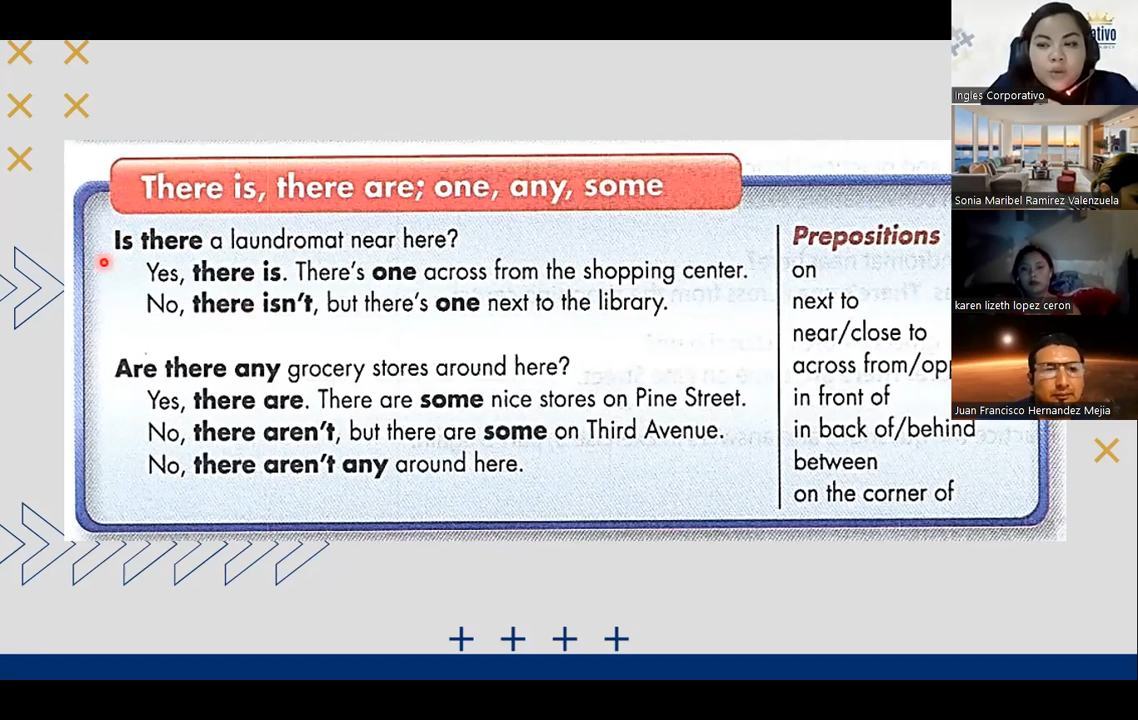 There is, there are; one, any, some
Is there a laundromat near here?
Yes, there is. There's one across from the shopping center.
No, there isn't, but there's one next to the library.
Are there any grocery stores around here?
Yes, there are. There are some nice stores on Pine Street.
No, there aren't, but there are some on Third Avenue.
No, there aren't any around here.
Prepositions
on
next to
near/close to
across from/opp
in front of
in back of/behind
between
on the corner of
ativo
Ingles Corporativo
Sonia Maribel Ramirez Valenzuela
karen lizeth lopez ceron
Juan Francisco Hernandez Mejia